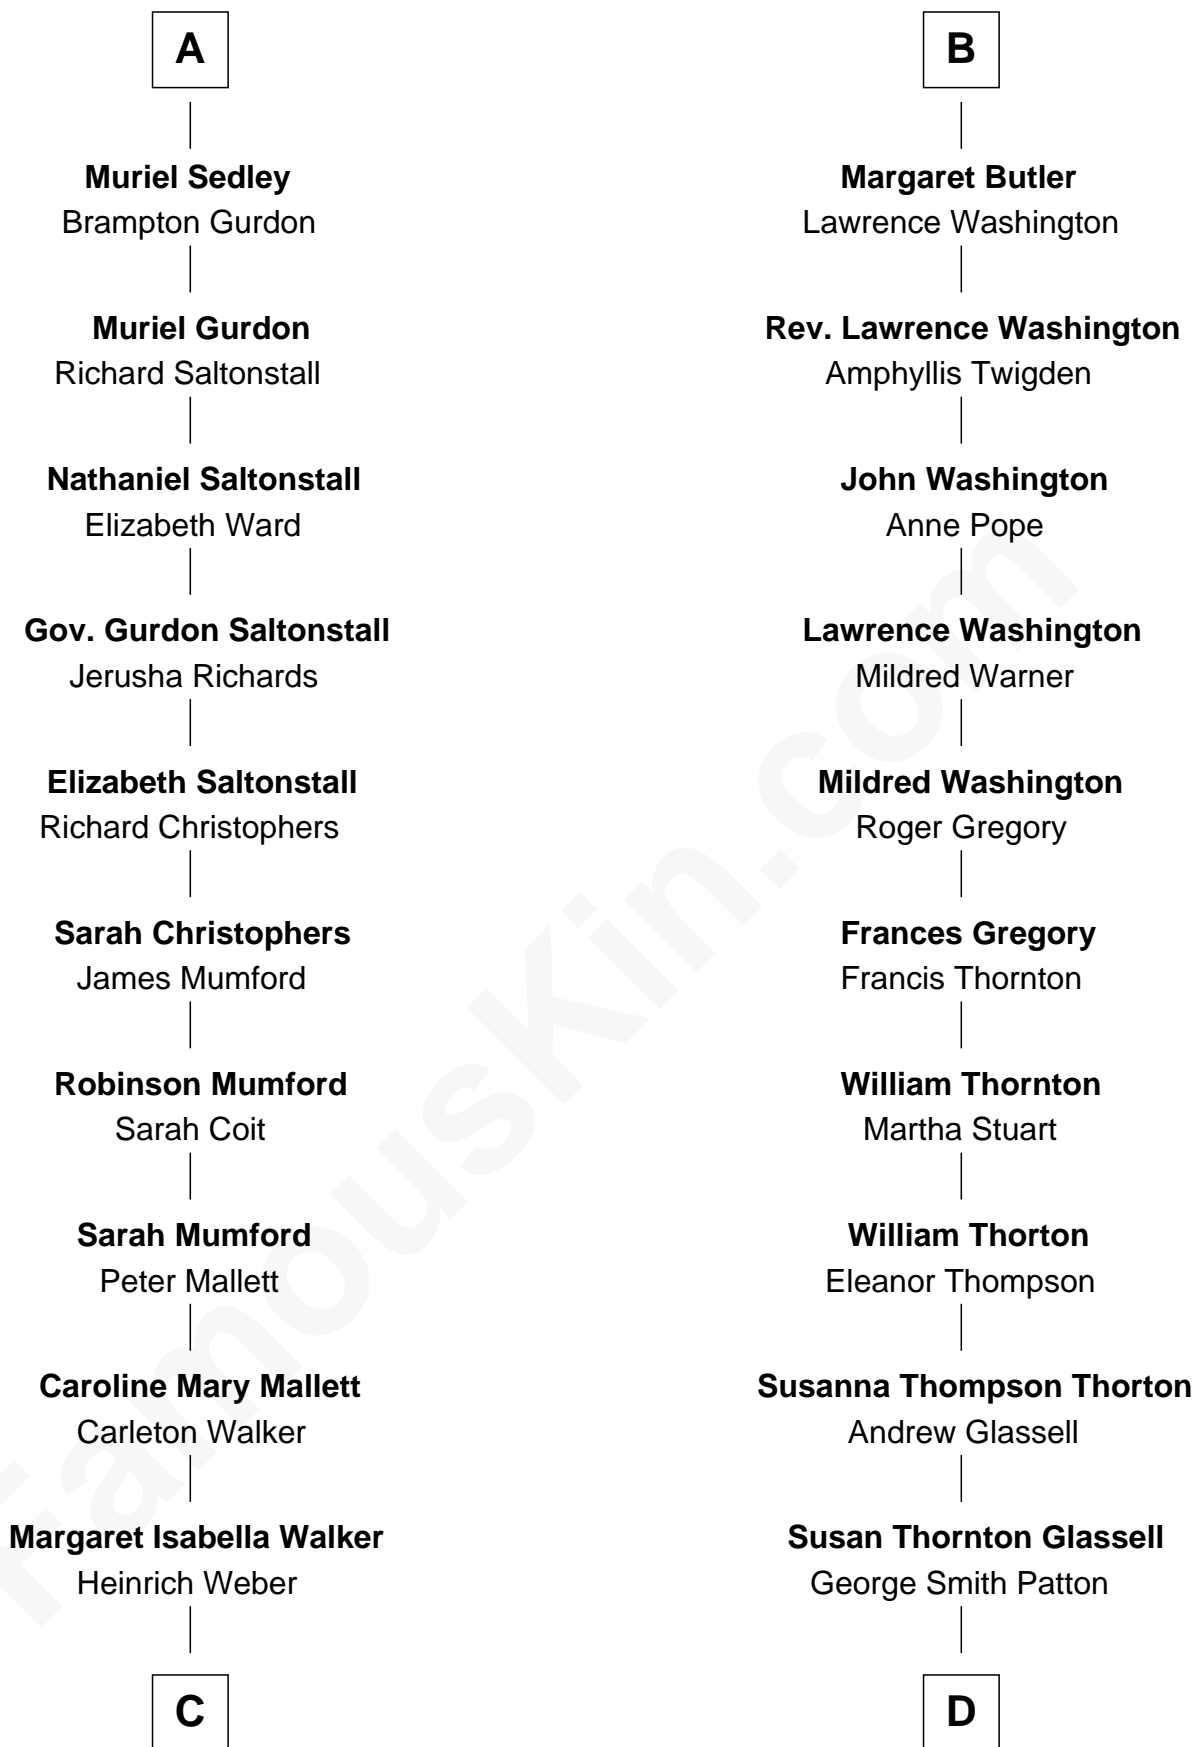 A
Muriel Sedley
Brampton Gurdon
Muriel Gurdon
Richard Saltonstall
Nathaniel Saltonstall
Elizabeth Ward
Gov. Gurdon Saltonstall
Jerusha Richards
Elizabeth Saltonstall
Richard Christophers
Sarah Christophers
James Mumford
Robinson Mumford
Sarah Coit
Sarah Mumford
Peter Mallett
Caroline Mary Mallett
Carleton Walker
Margaret Isabella Walker
Heinrich Weber
C
B
Margaret Butler
Lawrence Washington
Rev. Lawrence Washington
Amphyllis Twigden
John Washington
Anne Pope
Lawrence Washington
Mildred Warner
Mildred Washington
Roger Gregory
Frances Gregory
Francis Thornton
William Thornton
Martha Stuart
William Thorton
Eleanor Thompson
Susanna Thompson Thorton
Andrew Glassell
Susan Thornton Glassell
George Smith Patton
D
FamousKin.com